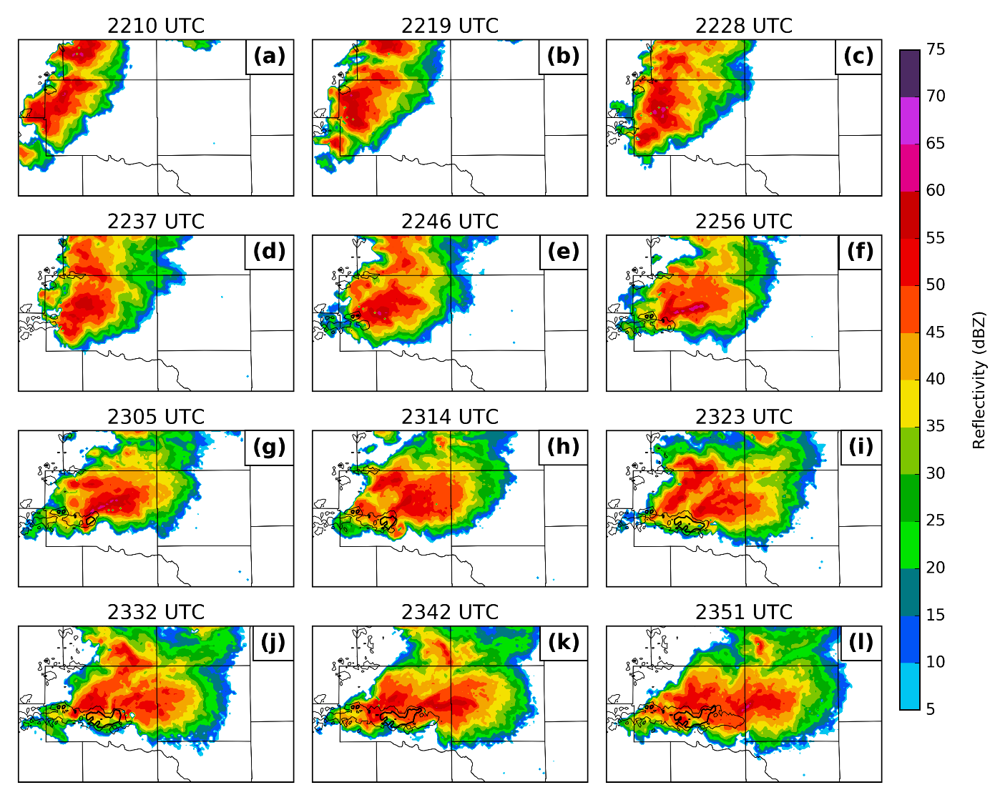 2210 UTC 2219 UTC 2228 UTC
(a) (b) (c)
2237 UTC 2246 UTC 2256 UTC
(d) (e) (f)
2305 UTC 2314 UTC 2323 UTC
(g) (h) (i)
2332 UTC 2342 UTC 2351 UTC
(j) (k) (l)
75
70
65
60
55
50
45
40
35
30
25
20
15
10
5
Reflectivity (dBZ)